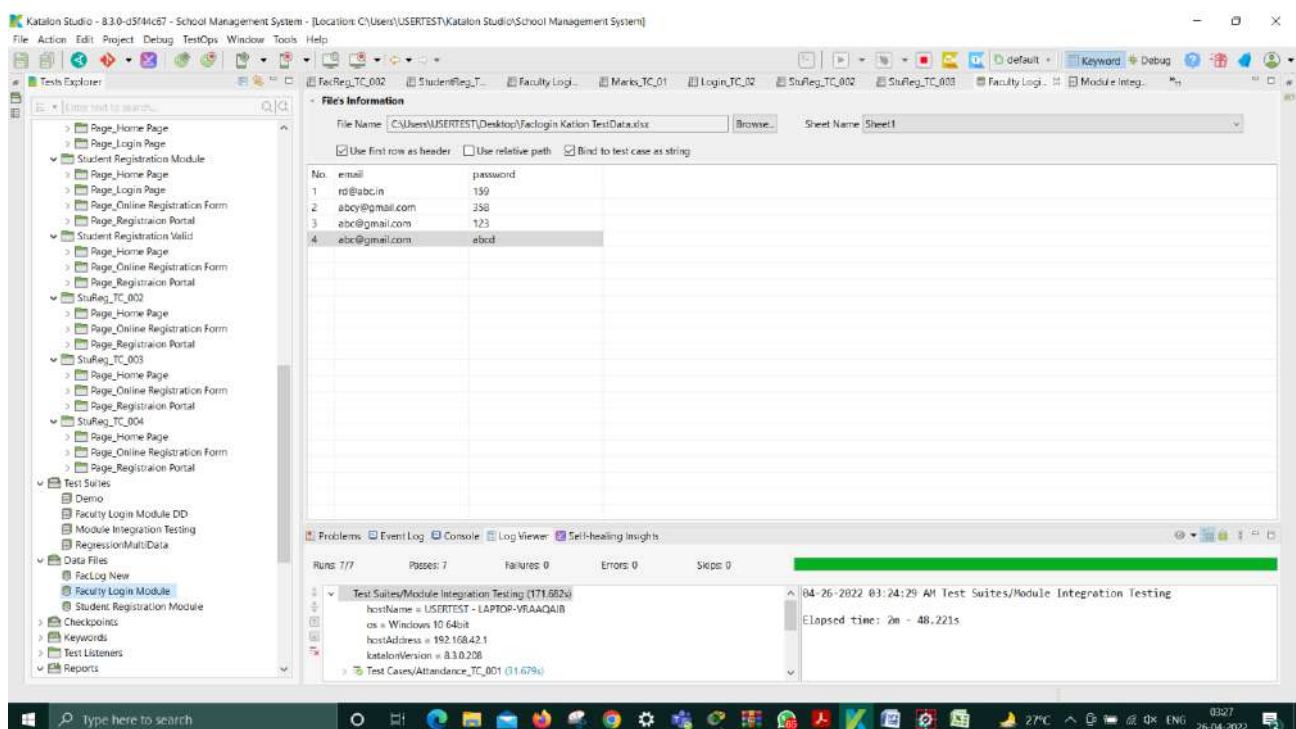 Katalon Studio - 8.3.0-d5f44c67 - School Management System - [Location: C:\Users\USERTEST\Katalon Studio\School Management System]
File Action Edit Project Debug TestOps Window Tools Help
default Keyword Debug
Tests Explorer
Enter text to search...
Page_Home Page
Page_Login Page
Student Registration Module
Page_Home Page
Page_Login Page
Page_Online Registration Form
Page_Registraion Portal
Student Registration Valid
Page_Home Page
Page_Online Registration Form
Page_Registraion Portal
StuReg_TC_002
Page_Home Page
Page_Online Registration Form
Page_Registraion Portal
StuReg_TC_003
Page_Home Page
Page_Online Registration Form
Page_Registraion Portal
StuReg_TC_004
Page_Home Page
Page_Online Registration Form
Page_Registraion Portal
Test Suites
Demo
Faculty Login Module DD
Module Integration Testing
RegressionMultiData
Data Files
FacLog New
Faculty Login Module
Student Registration Module
Checkpoints
Keywords
Test Listeners
Reports
FacReg_TC_002 StudentReg_T... Faculty Logi... Marks_TC_01 Login_TC_02 StuReg_TC_002 StuReg_TC_003 Faculty Logi... Module Integ...
File's Information
File Name C:\Users\USERTEST\Desktop\Faclogin Katlon TestData.xlsx Browse... Sheet Name Sheet1
Use first row as header Use relative path Bind to test case as string
No. email password
1 rd@abc.in 159
2 abcy@gmail.com 358
3 abc@gmail.com 123
4 abc@gmail.com abcd
Problems Event Log Console Log Viewer Self-healing Insights
Runs: 7/7 Passes: 7 Failures: 0 Errors: 0 Skips: 0
Test Suites/Module Integration Testing (171.682s)
hostName = USERTEST - LAPTOP-VRAAQAIB
os = Windows 10 64bit
hostAddress = 192.168.42.1
katalonVersion = 8.3.0.208
Test Cases/Attandance_TC_001 (31.679s)
04-26-2022 03:24:29 AM Test Suites/Module Integration Testing
Elapsed time: 2m - 48.221s
Type here to search
27°C ENG 03:27
26-04-2022